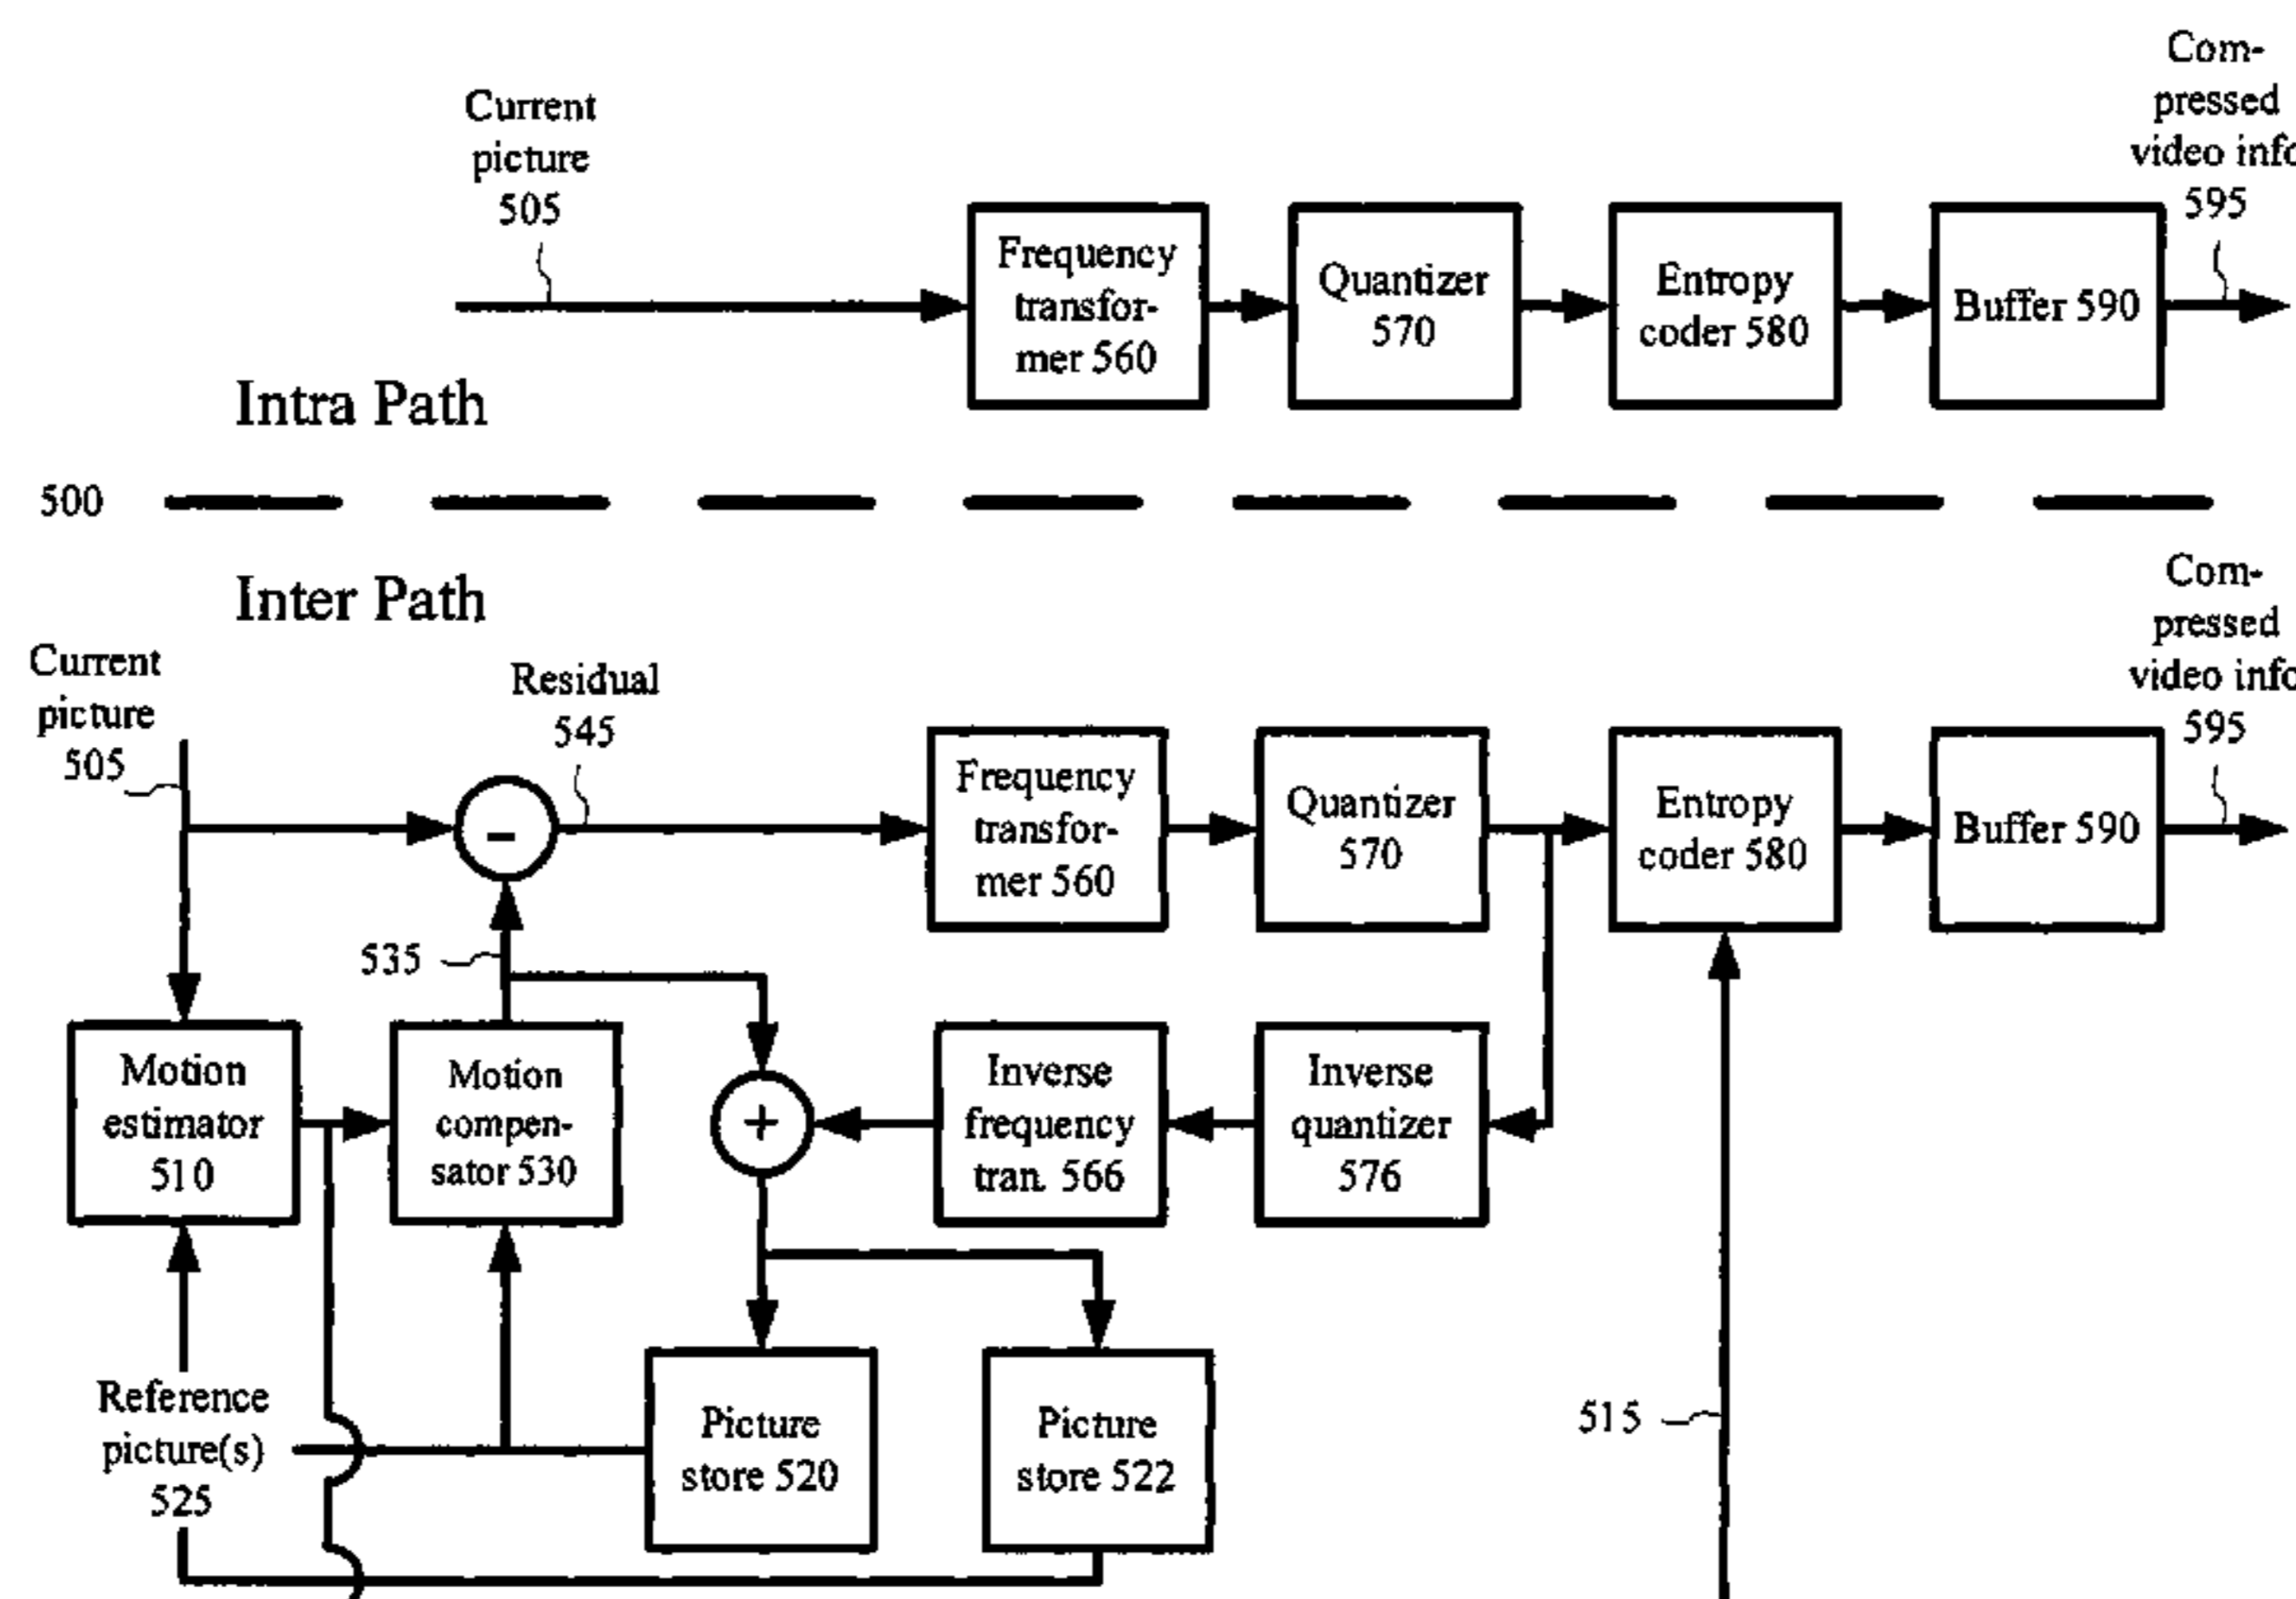 Current
picture
505
Frequency
transfor-
mer 560
Quantizer
570
Entropy
coder 580
Buffer 590
Com-
pressed
video info
595
Intra Path
500
Inter Path
Current
picture
505
Residual
545
-
Frequency
transfor-
mer 560
Quantizer
570
Entropy
coder 580
Buffer 590
Com-
pressed
video info
595
535
Motion
estimator
510
Motion
compen-
sator 530
+
Inverse
frequency
tran. 566
Inverse
quantizer
576
Reference
picture(s)
525
Picture
store 520
Picture
store 522
515